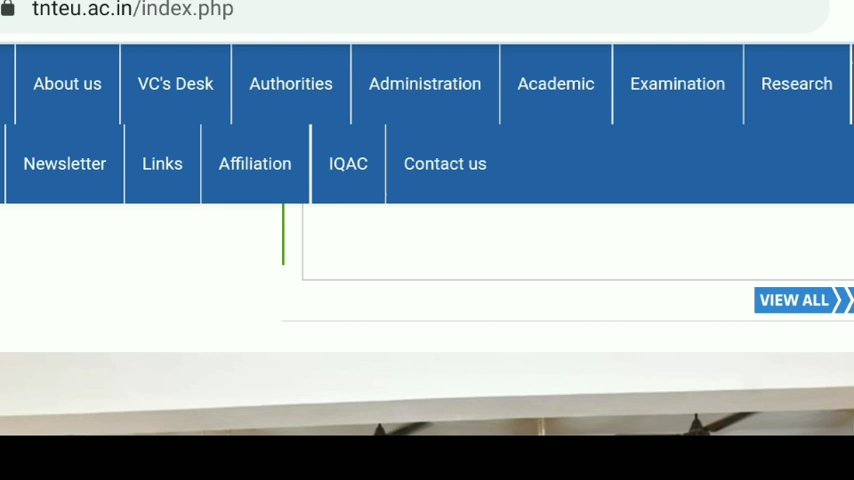 tnteu.ac.in/index.php
About us VC's Desk Authorities Administration Academic Examination Research
Newsletter Links Affiliation IQAC Contact us
VIEW ALL